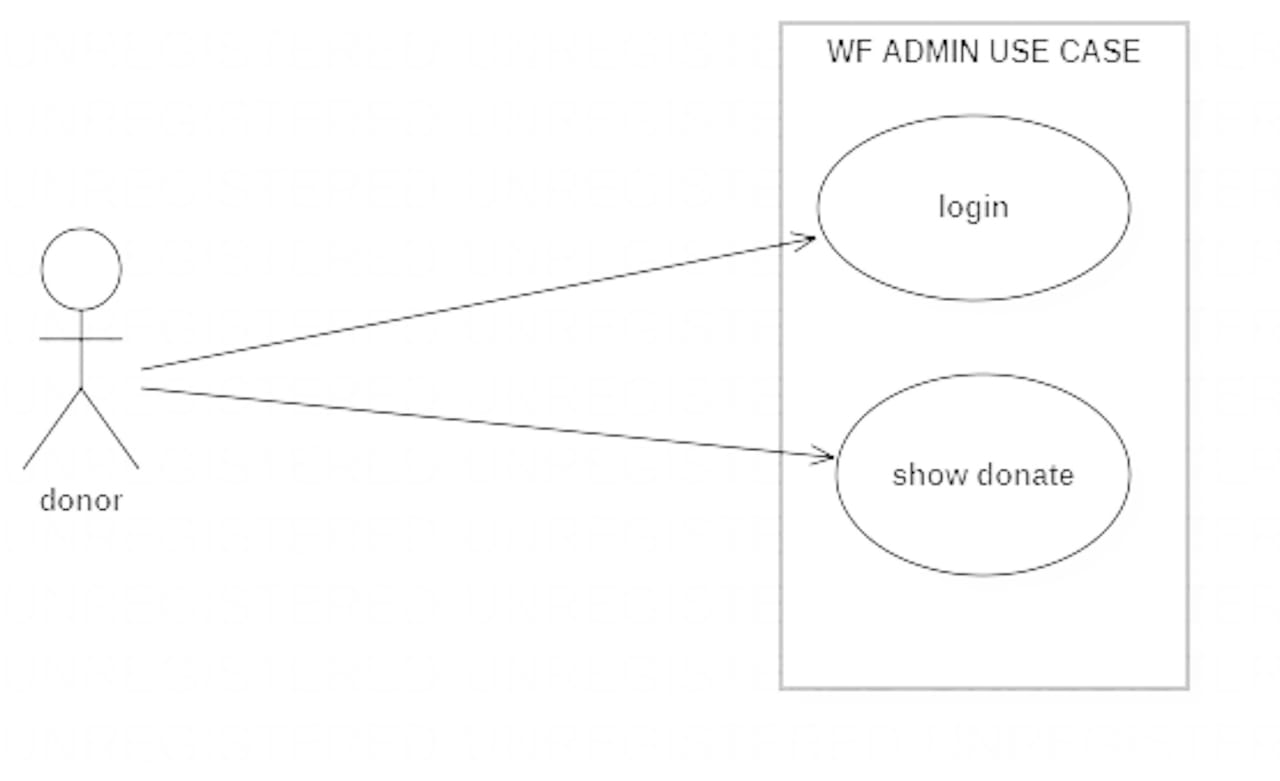 WF ADMIN USE CASE
login
show donate
donor